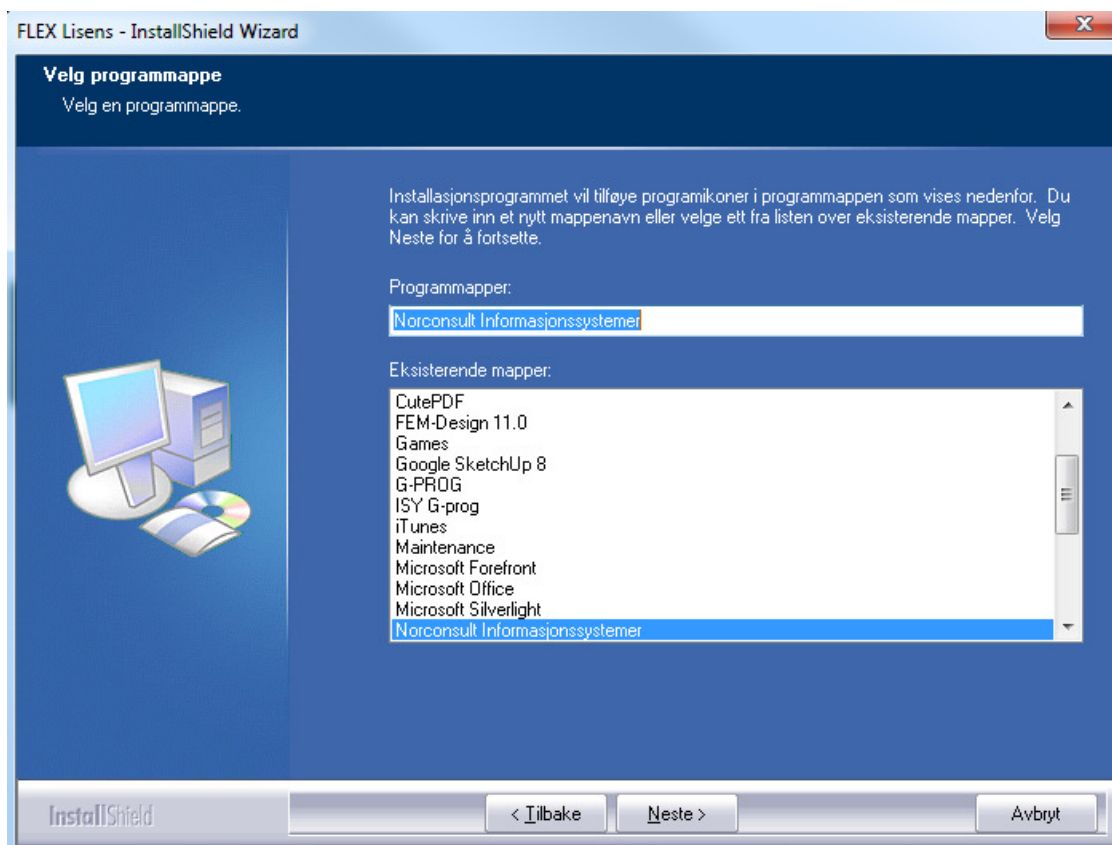 FLEX Lisens - InstallShield Wizard
Velg programmappe
Velg en programmappe.
Installasjonsprogrammet vil tilføye programikoner i programmappen som vises nedenfor.  Du
kan skrive inn et nytt mappenavn eller velge ett fra listen over eksisterende mapper.  Velg
Neste for å fortsette.
Programmapper:
Norconsult Informasjonssystemer
Eksisterende mapper:
CutePDF
FEM-Design 11.0
Games
Google SketchUp 8
G-PROG
ISY G-prog
iTunes
Maintenance
Microsoft Forefront
Microsoft Office
Microsoft Silverlight
Norconsult Informasjonssystemer
InstallShield
< Tilbake
Neste >
Avbryt